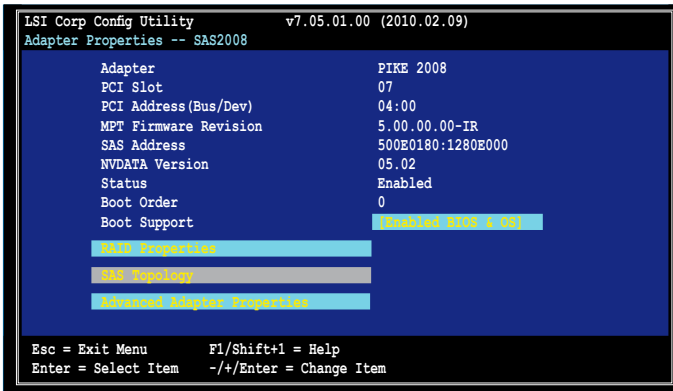 LSI Corp Config Utility v7.05.01.00 (2010.02.09)
Adapter Properties -- SAS2008
Adapter PIKE 2008
PCI Slot 07
PCI Address(Bus/Dev) 04:00
MPT Firmware Revision 5.00.00.00-IR
SAS Address 500E0180:1280E000
NVDATA Version 05.02
Status Enabled
Boot Order 0
Boot Support [Enabled BIOS & OS]
RAID Properties
SAS Topology
Advanced Adapter Properties
Esc = Exit Menu F1/Shift+1 = Help
Enter = Select Item -/+/Enter = Change Item